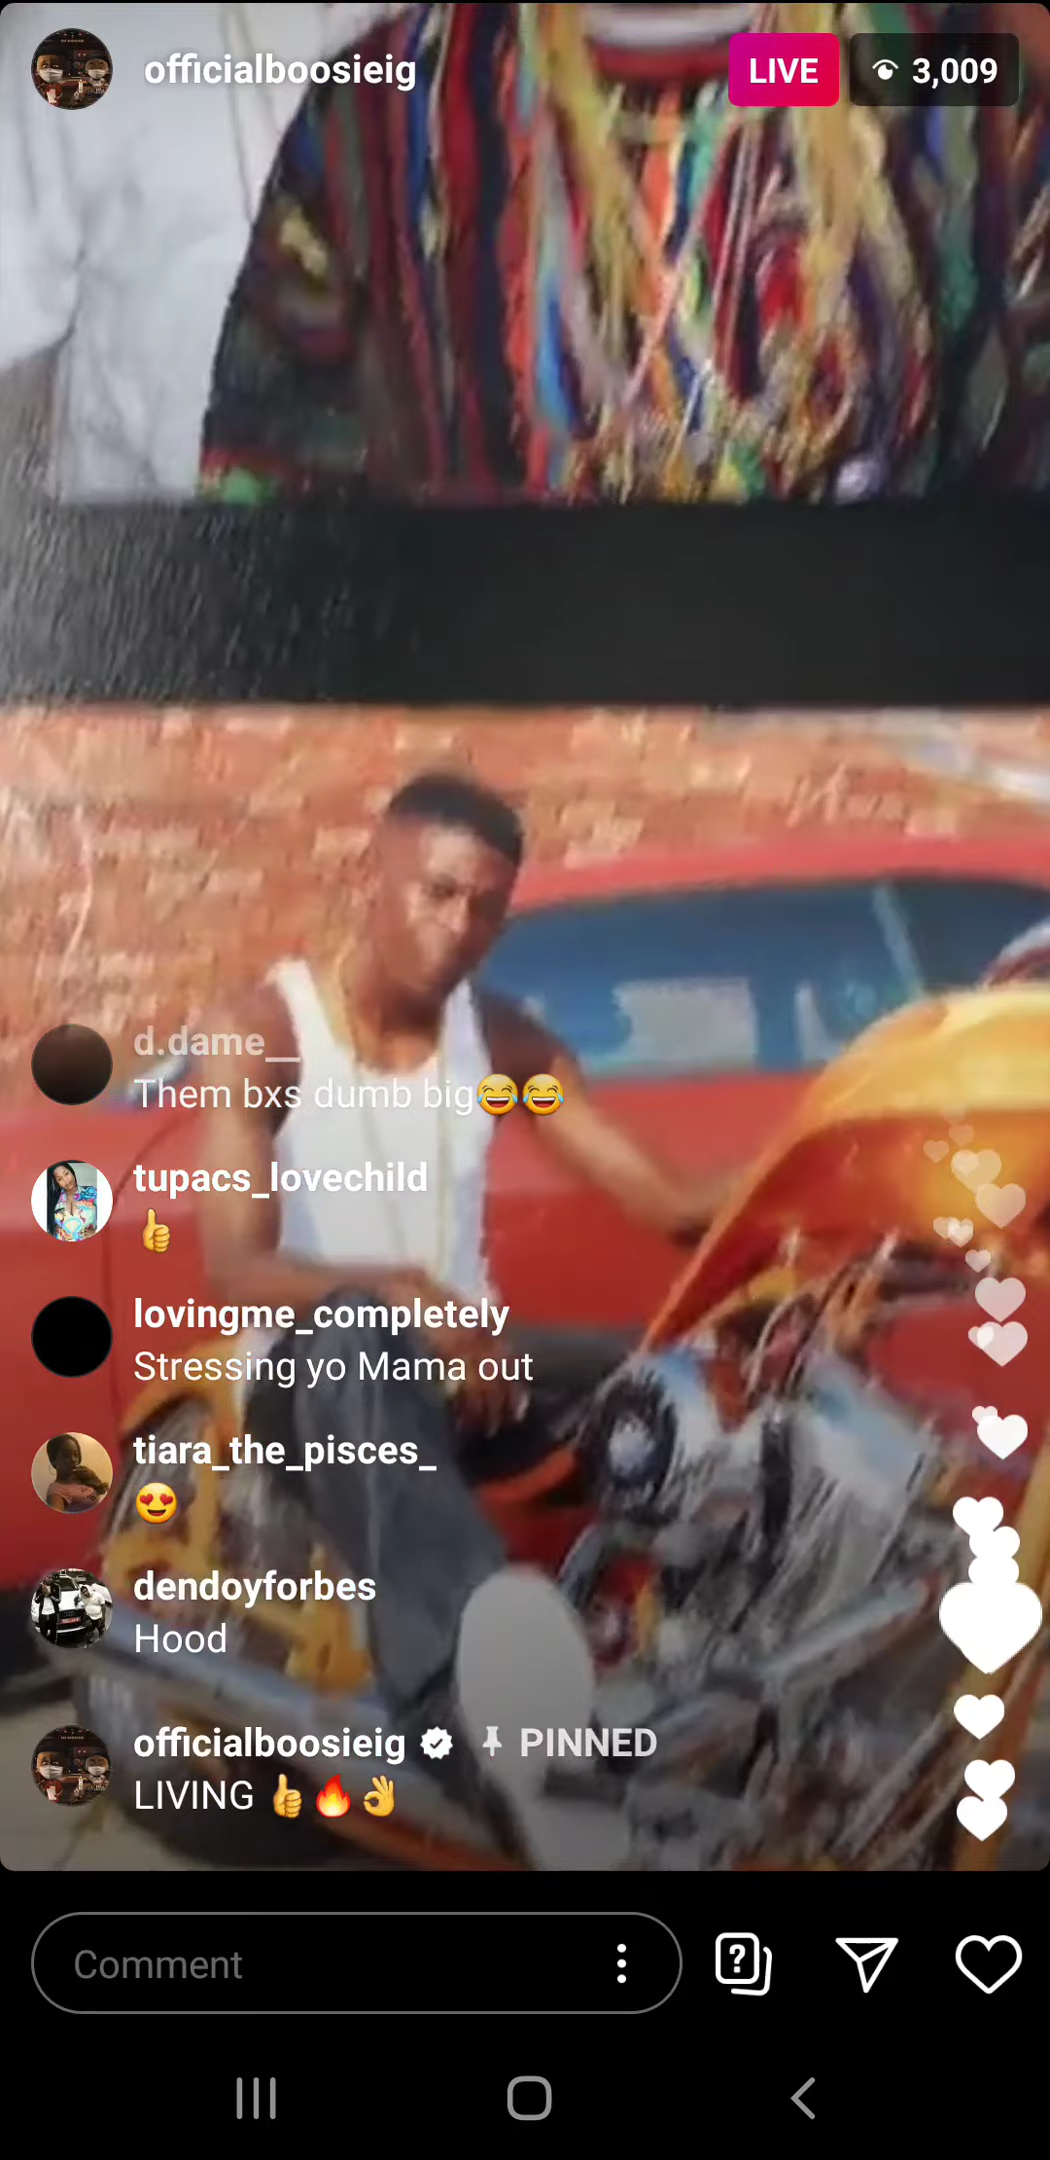 officialboosieig
LIVE 3,009
d.dame__
Them bxs dumb big😂😂
tupacs_lovechild
👍
lovingme_completely
Stressing yo Mama out
tiara_the_pisces_
😍
dendoyforbes
Hood
officialboosieig PINNED
LIVING 👍🔥👌
Comment